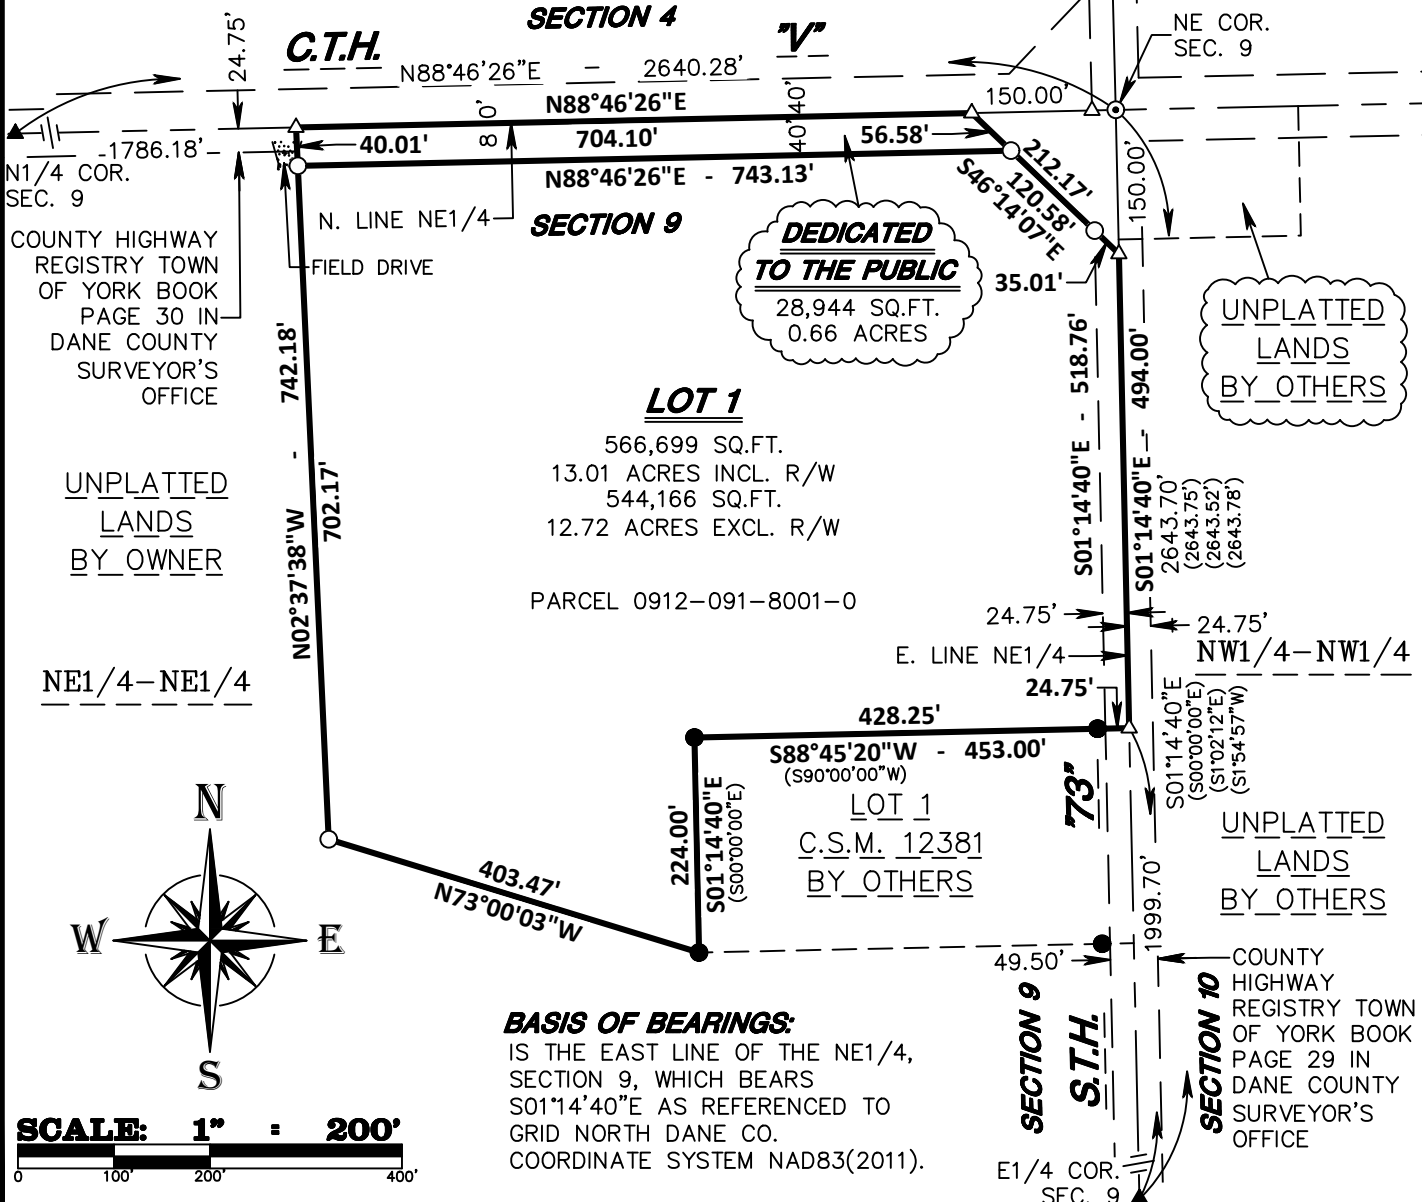 SECTION 4
C.T.H. "V"
24.75'
N88°46'26"E - 2640.28'
NE COR.
SEC. 9
N88°46'26"E
150.00'
40.01'
8 0'
704.10'
40' 40'
56.58'
N88°46'26"E - 743.13'
1786.18'
N1/4 COR.
SEC. 9
N. LINE NE1/4
SECTION 9
FIELD DRIVE
COUNTY HIGHWAY
REGISTRY TOWN
OF YORK BOOK
PAGE 30 IN
DANE COUNTY
SURVEYOR'S
OFFICE
212.17'
120.58'
S46°14'07"E
35.01'
150.00'
DEDICATED
TO THE PUBLIC
28,944 SQ.FT.
0.66 ACRES
UNPLATTED
LANDS
BY OTHERS
LOT 1
566,699 SQ.FT.
13.01 ACRES INCL. R/W
544,166 SQ.FT.
12.72 ACRES EXCL. R/W
PARCEL 0912-091-8001-0
N02°37'38"W - 742.18'
702.17'
UNPLATTED
LANDS
BY OWNER
NE1/4-NE1/4
S01°14'40"E - 518.76'
S01°14'40"E - 494.00'
2643.70'
(2643.75')
(2643.52')
(2643.78')
24.75'
24.75'
E. LINE NE1/4
NW1/4-NW1/4
24.75'
428.25'
S88°45'20"W - 453.00'
(S90°00'00"W)
S01°14'40"E
(S00°00'00"E)
(S1°02'12"E)
(S1°54'57"W)
224.00'
S01°14'40"E
(S00°00'00"E)
LOT 1
C.S.M. 12381
BY OTHERS
"73"
UNPLATTED
LANDS
BY OTHERS
403.47'
N73°00'03"W
1999.70'
49.50'
N
W E
S
SECTION 9
S.T.H.
SECTION 10
COUNTY
HIGHWAY
REGISTRY TOWN
OF YORK BOOK
PAGE 29 IN
DANE COUNTY
SURVEYOR'S
OFFICE
BASIS OF BEARINGS:
IS THE EAST LINE OF THE NE1/4,
SECTION 9, WHICH BEARS
S01°14'40"E AS REFERENCED TO
GRID NORTH DANE CO.
COORDINATE SYSTEM NAD83(2011).
SCALE: 1" = 200'
0 100' 200' 400'
E1/4 COR.
SEC. 9